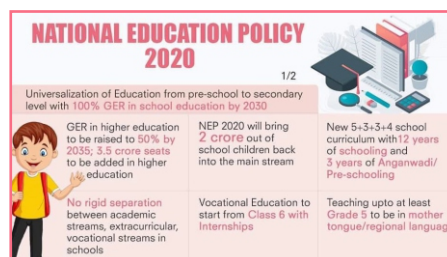 NATIONAL EDUCATION POLICY
2020
1/2
Universalization of Education from pre-school to secondary
level with 100% GER in school education by 2030
GER in higher education
to be raised to 50% by
2035; 3.5 crore seats
to be added in higher
education
NEP 2020 will bring
2 crore out of
school children back
into the main stream
New 5+3+3+4 school
curriculum with 12 years
of schooling and
3 years of Anganwadi/
Pre-schooling
No rigid separation
between academic
streams, extracurricular,
vocational streams in
schools
Vocational Education to
start from Class 6 with
Internships
Teaching upto at least
Grade 5 to be in mother
tongue/regional languag